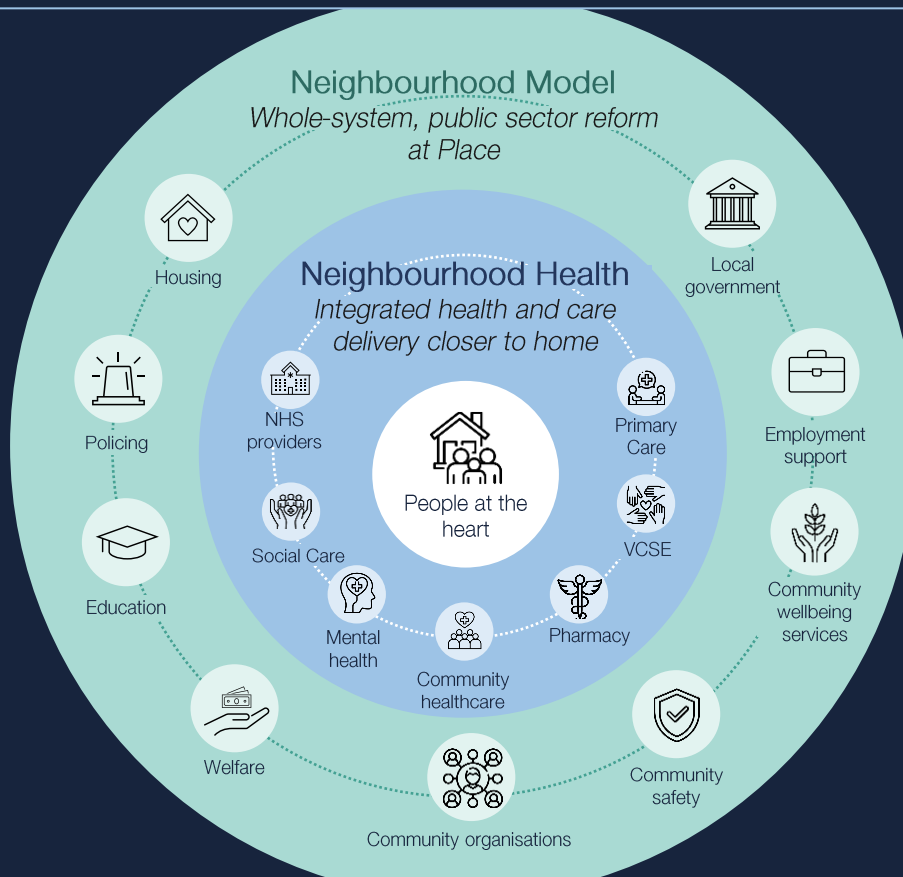 Neighbourhood Model
Whole-system, public sector reform
at Place
Housing
Local
government
Neighbourhood Health
Integrated health and care
delivery closer to home
NHS
providers
Primary
Care
Policing
Employment
support
People at the
heart
Social Care
VCSE
Education
Community
wellbeing
services
Mental
health
Pharmacy
Community
healthcare
Welfare
Community
safety
Community organisations